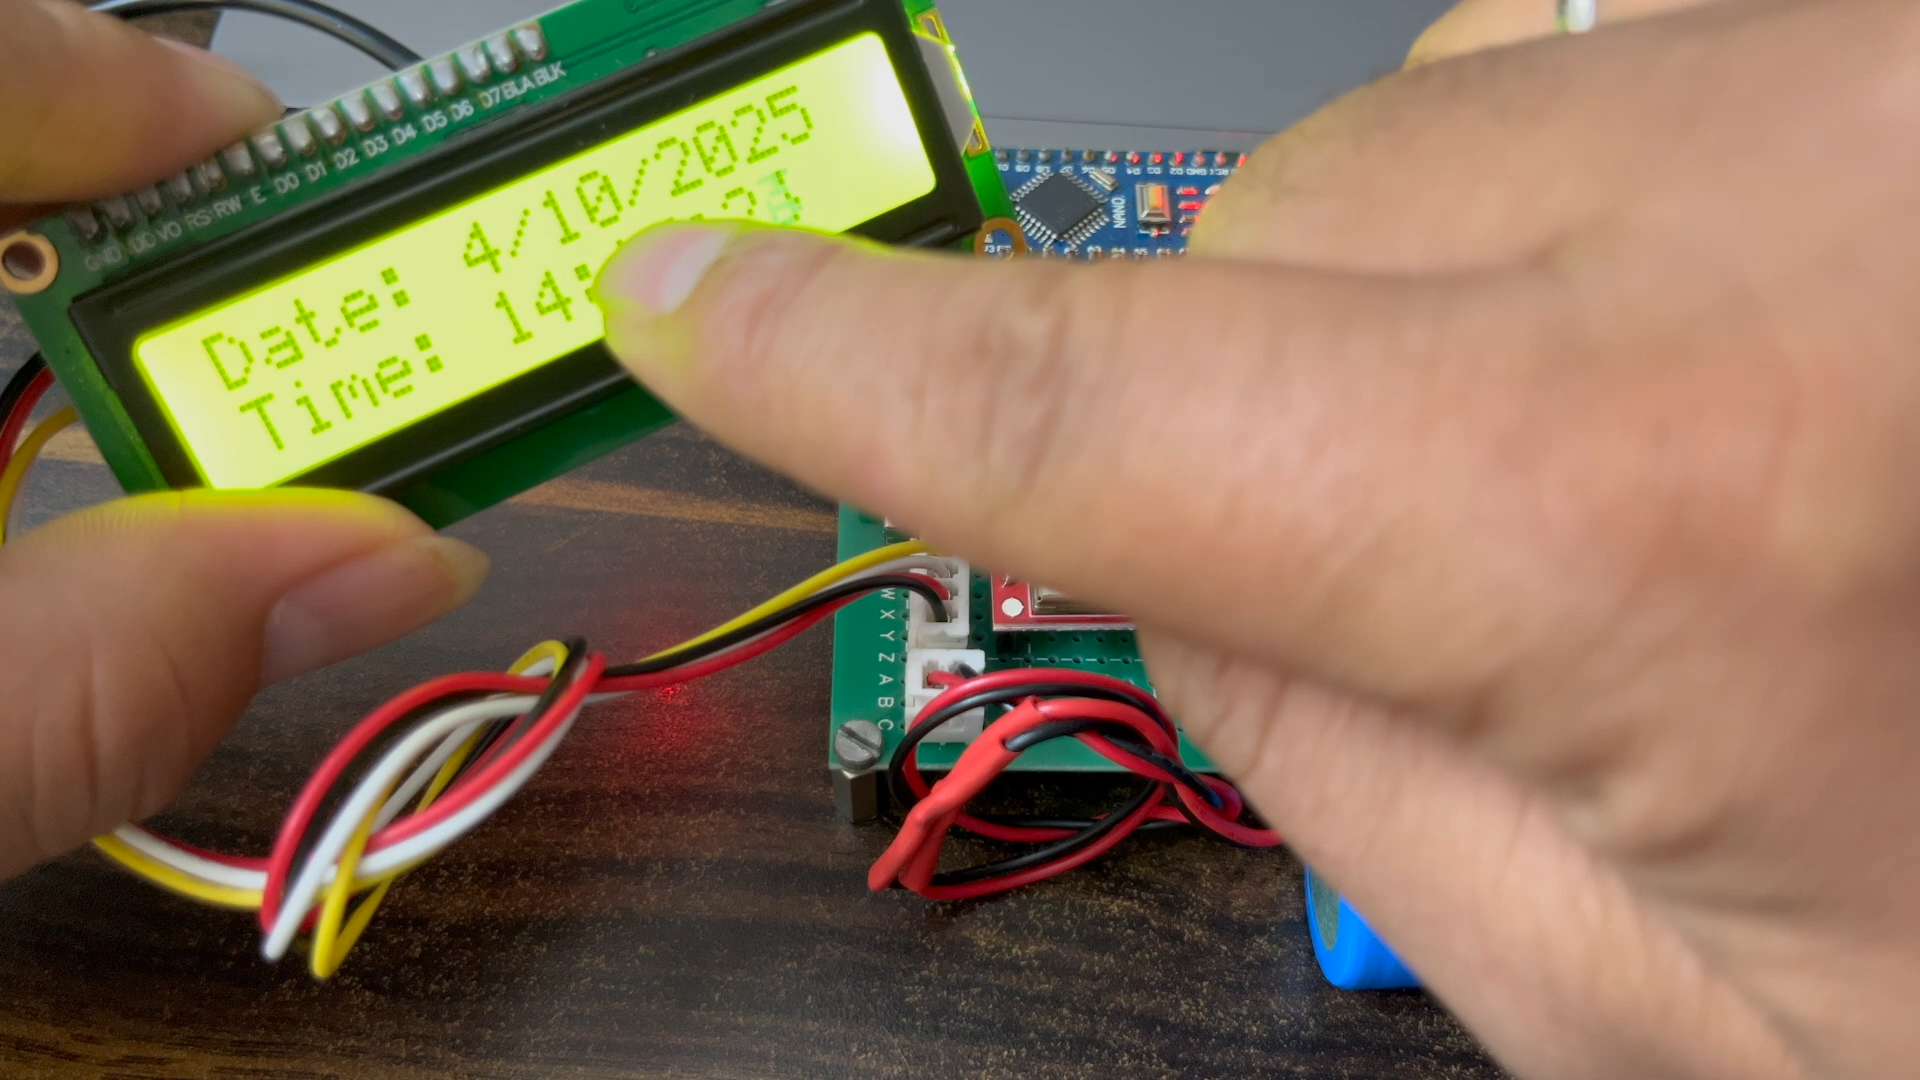 GND VO RS RW E D0 D1 D2 D3 D4 D5 D6 D7 BLA BLK
Date: 4/10/2025
Time: 14:
NANO
W X Y Z A B C